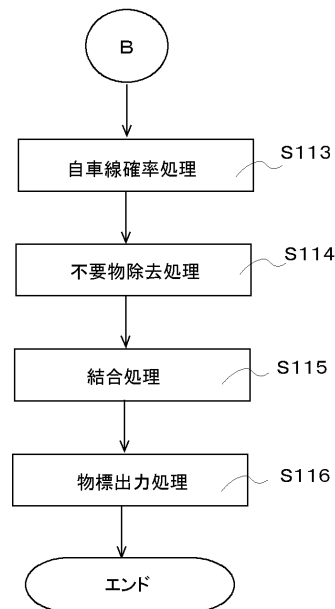 B
自車線確率処理
S113
不要物除去処理
S114
結合処理
S115
物標出力処理
S116
エンド